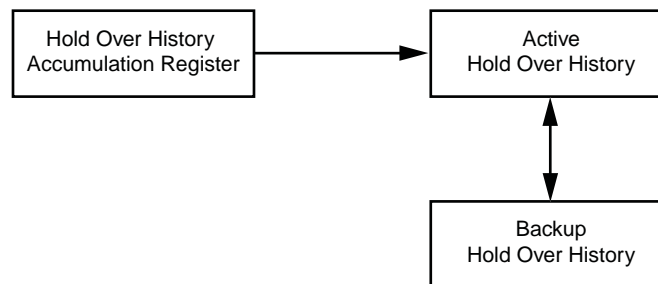 Hold Over History
Accumulation Register
Active
Hold Over History
Backup
Hold Over History